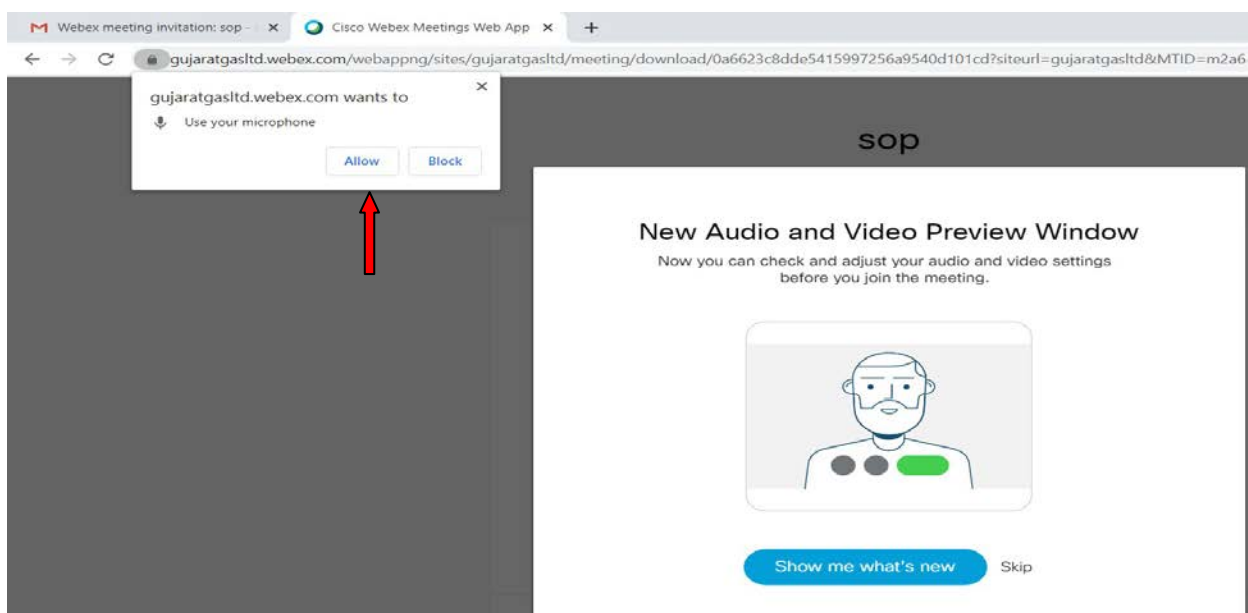 Webex meeting invitation: sop -
Cisco Webex Meetings Web App
gujaratgasltd.webex.com/webappng/sites/gujaratgasltd/meeting/download/0a6623c8dde5415997256a9540d101cd?siteurl=gujaratgasltd&MTID=m2a6
gujaratgasltd.webex.com wants to
Use your microphone
Allow Block
sop
New Audio and Video Preview Window
Now you can check and adjust your audio and video settings
before you join the meeting.
Show me what's new Skip